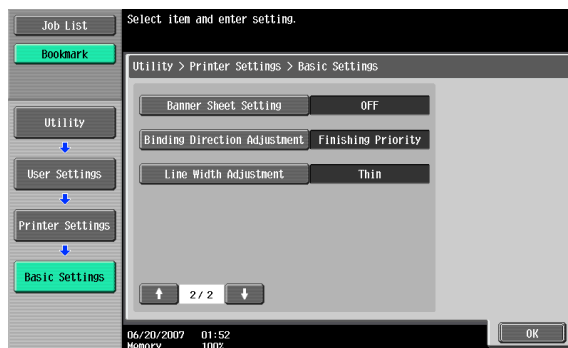 Job List
Bookmark
Utility
User Settings
Printer Settings
Basic Settings
Select item and enter setting.
Utility > Printer Settings > Basic Settings
Banner Sheet Setting OFF
Binding Direction Adjustment Finishing Priority
Line Width Adjustment Thin
2/2
06/20/2007 01:52
Memory 100%
OK